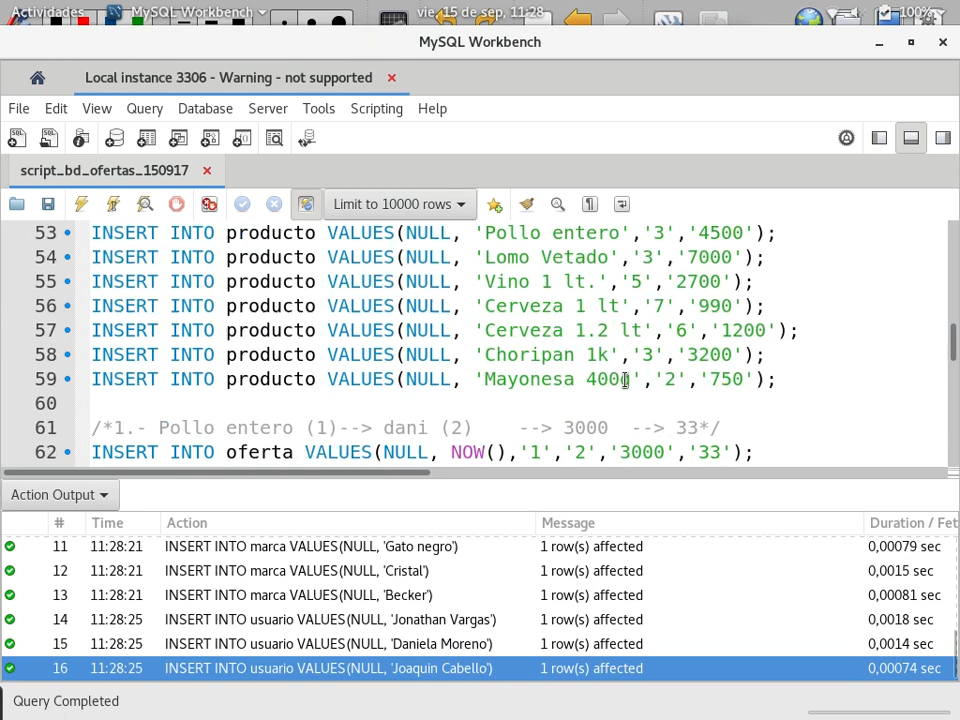 Actividades MySQL Workbench vie, 15 de sep, 11:28 100%
MySQL Workbench
Local instance 3306 - Warning - not supported
File Edit View Query Database Server Tools Scripting Help
script_bd_ofertas_150917
Limit to 10000 rows
53 INSERT INTO producto VALUES(NULL, 'Pollo entero','3','4500');
54 INSERT INTO producto VALUES(NULL, 'Lomo Vetado','3','7000');
55 INSERT INTO producto VALUES(NULL, 'Vino 1 lt.','5','2700');
56 INSERT INTO producto VALUES(NULL, 'Cerveza 1 lt','7','990');
57 INSERT INTO producto VALUES(NULL, 'Cerveza 1.2 lt','6','1200');
58 INSERT INTO producto VALUES(NULL, 'Choripan 1k','3','3200');
59 INSERT INTO producto VALUES(NULL, 'Mayonesa 400g','2','750');
60
61 /*1.- Pollo entero (1)--> dani (2) --> 3000 --> 33*/
62 INSERT INTO oferta VALUES(NULL, NOW(),'1','2','3000','33');
Action Output
# Time Action Message Duration / Fet
11 11:28:21 INSERT INTO marca VALUES(NULL, 'Gato negro') 1 row(s) affected 0,00079 sec
12 11:28:21 INSERT INTO marca VALUES(NULL, 'Cristal') 1 row(s) affected 0,0015 sec
13 11:28:21 INSERT INTO marca VALUES(NULL, 'Becker') 1 row(s) affected 0,00081 sec
14 11:28:25 INSERT INTO usuario VALUES(NULL, 'Jonathan Vargas') 1 row(s) affected 0,0018 sec
15 11:28:25 INSERT INTO usuario VALUES(NULL, 'Daniela Moreno') 1 row(s) affected 0,0014 sec
16 11:28:25 INSERT INTO usuario VALUES(NULL, 'Joaquin Cabello') 1 row(s) affected 0,00074 sec
Query Completed